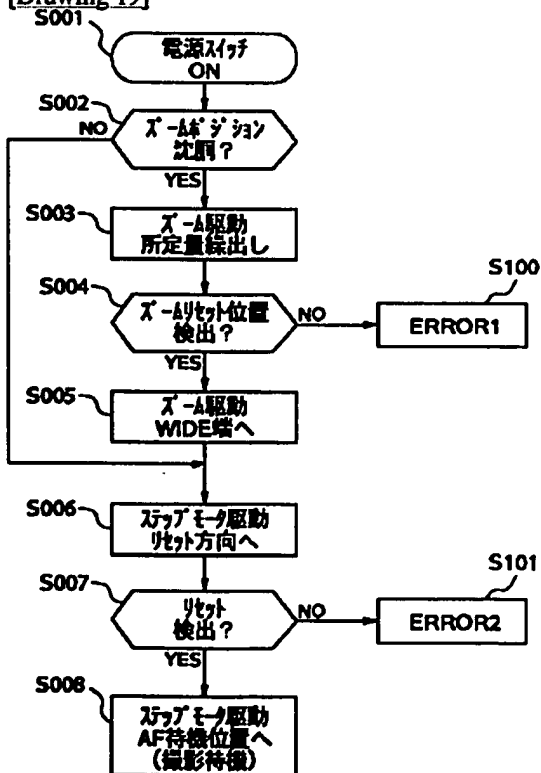 [Drawing 19]
S001
電源スイッチ
ON
S002
NO
ズームポジション
沈胴？
YES
S003
ズーム駆動
所定量繰出し
S004
ズームリセット位置
検出？
NO
S100
ERROR1
YES
S005
ズーム駆動
WIDE端へ
S006
ステップモータ駆動
リセット方向へ
S007
リセット
検出？
NO
S101
ERROR2
YES
S008
ステップモータ駆動
AF待機位置へ
(撮影待機)